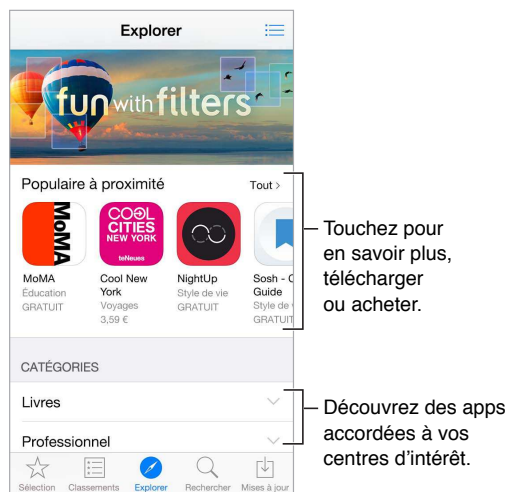 Explorer
fun with filters
Populaire à proximité
Tout >
MoMA
COOL
CITIES
NEW YORK
teNeues
MoMA
Éducation
GRATUIT
Cool New
York
Voyages
3,59 €
NightUp
Style de vie
GRATUIT
Sosh - C
Guide
Style de
GRATUIT
Touchez pour
en savoir plus,
télécharger
ou acheter.
CATÉGORIES
Livres
Professionnel
Découvrez des apps
accordées à vos
centres d'intérêt.
Sélection
Classements
Explorer
Rechercher
Mises à jour